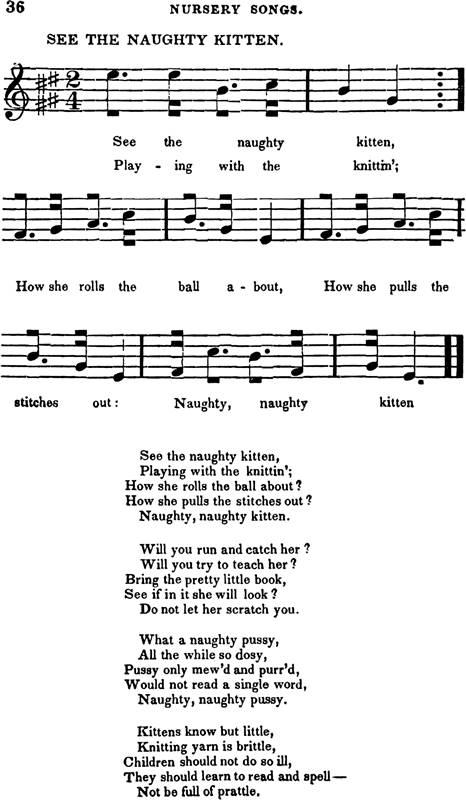 36 NURSERY SONGS.
SEE THE NAUGHTY KITTEN.
2
4
See the naughty kitten,
Play - ing with the knittin';
How she rolls the ball a - bout, How she pulls the
stitches out: Naughty, naughty kitten
See the naughty kitten,
Playing with the knittin';
How she rolls the ball about?
How she pulls the stitches out?
Naughty, naughty kitten.
Will you run and catch her?
Will you try to teach her?
Bring the pretty little book,
See if in it she will look?
Do not let her scratch you.
What a naughty pussy,
All the while so dosy,
Pussy only mew'd and purr'd,
Would not read a single word,
Naughty, naughty pussy.
Kittens know but little,
Knitting yarn is brittle,
Children should not do so ill,
They should learn to read and spell—
Not be full of prattle.